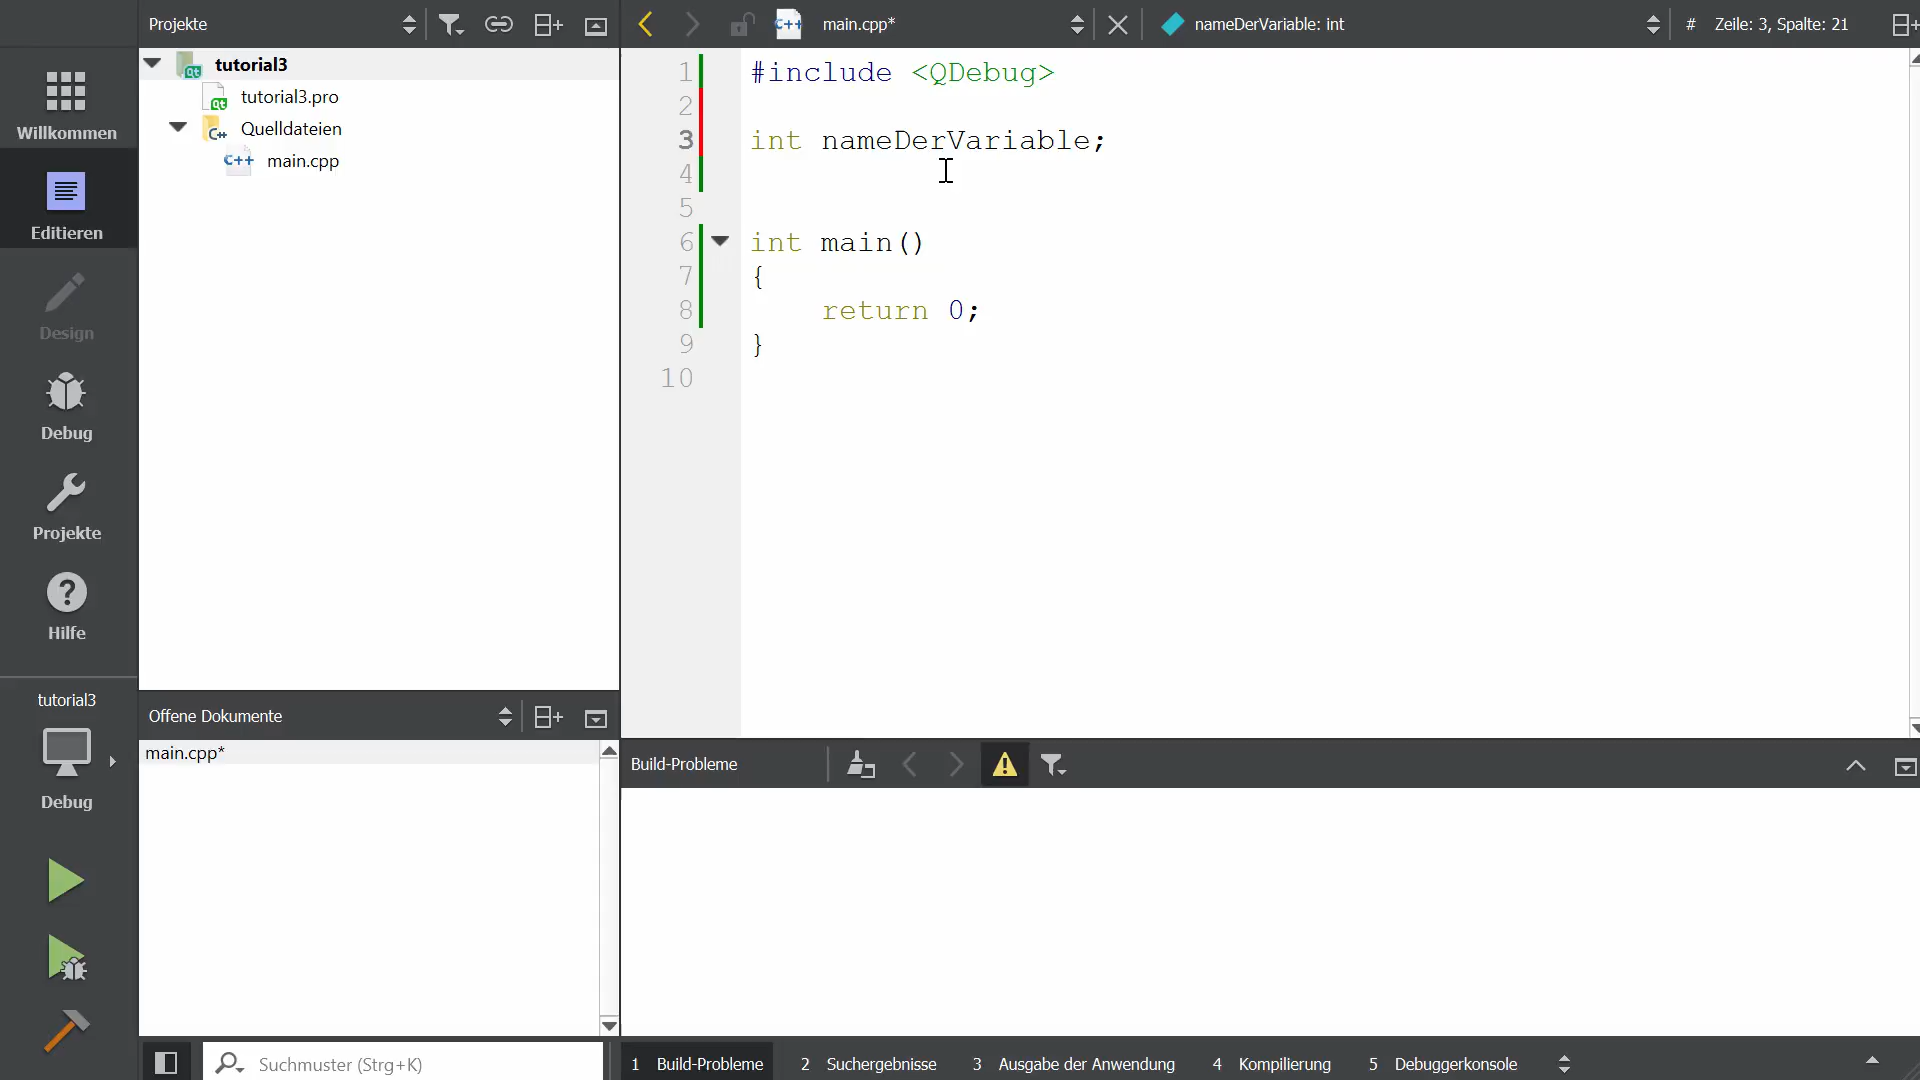 Projekte
main.cpp*
nameDerVariable: int
#
Zeile: 3, Spalte: 21
Willkommen
Editieren
Design
Debug
Projekte
Hilfe
tutorial3
Debug
tutorial3
tutorial3.pro
Quelldateien
main.cpp
Offene Dokumente
main.cpp*
1 #include <QDebug>
2
3 int nameDerVariable;
4
5
6 int main()
7 {
8 return 0;
9 }
10
Build-Probleme
Suchmuster (Strg+K)
1 Build-Probleme
2 Suchergebnisse
3 Ausgabe der Anwendung
4 Kompilierung
5 Debuggerkonsole